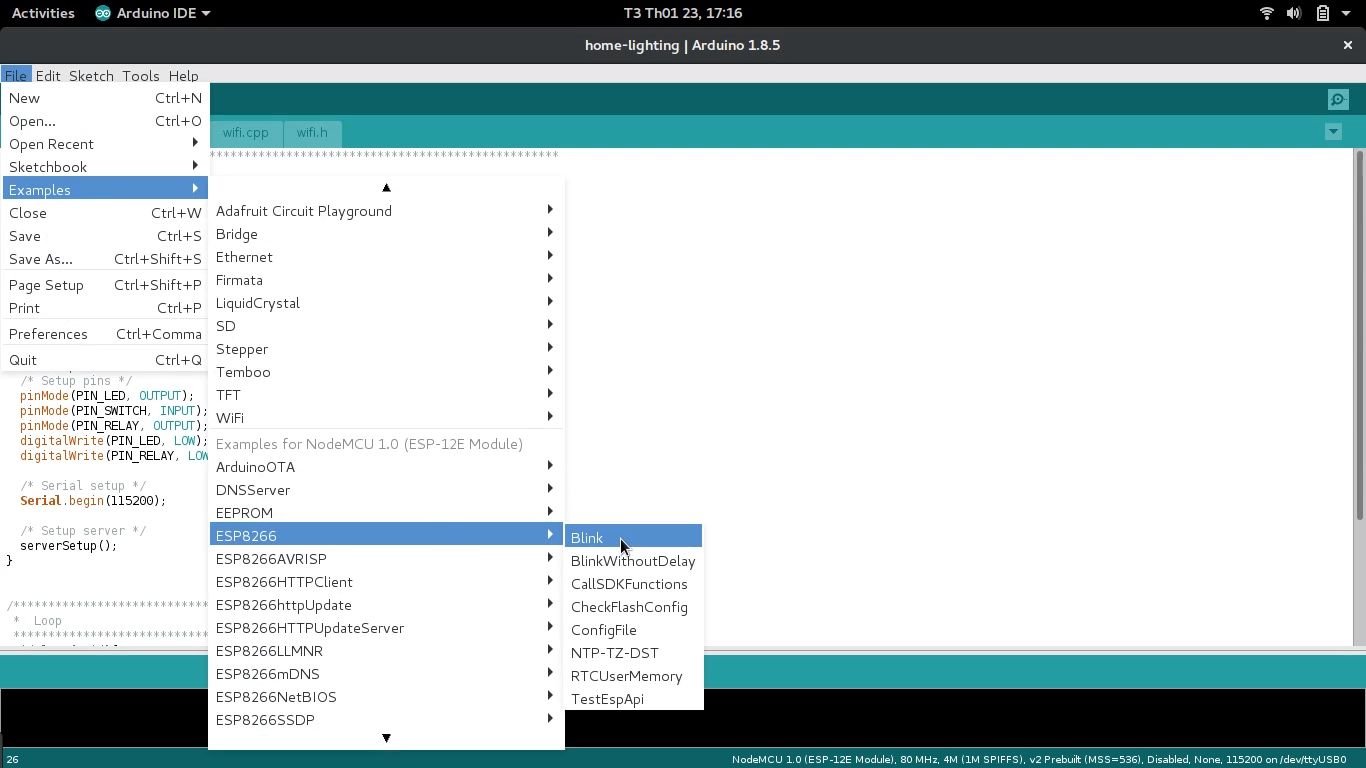 Activities Arduino IDE T3 Th01 23, 17:16
home-lighting | Arduino 1.8.5
File Edit Sketch Tools Help
New Ctrl+N
Open... Ctrl+O
Open Recent
Sketchbook
Examples
Close Ctrl+W
Save Ctrl+S
Save As... Ctrl+Shift+S
Page Setup Ctrl+Shift+P
Print Ctrl+P
Preferences Ctrl+Comma
Quit Ctrl+Q
wifi.cpp wifi.h
**************************************************
Adafruit Circuit Playground
Bridge
Ethernet
Firmata
LiquidCrystal
SD
Stepper
Temboo
TFT
WiFi
Examples for NodeMCU 1.0 (ESP-12E Module)
ArduinoOTA
DNSServer
EEPROM
ESP8266
ESP8266AVRISP
ESP8266HTTPClient
ESP8266httpUpdate
ESP8266HTTPUpdateServer
ESP8266LLMNR
ESP8266mDNS
ESP8266NetBIOS
ESP8266SSDP
Blink
BlinkWithoutDelay
CallSDKFunctions
CheckFlashConfig
ConfigFile
NTP-TZ-DST
RTCUserMemory
TestEspApi
/* Setup pins */
pinMode(PIN_LED, OUTPUT);
pinMode(PIN_SWITCH, INPUT);
pinMode(PIN_RELAY, OUTPUT);
digitalWrite(PIN_LED, LOW);
digitalWrite(PIN_RELAY, LOW
/* Serial setup */
Serial.begin(115200);
/* Setup server */
serverSetup();
}
/*****************************
* Loop
****************************
26 NodeMCU 1.0 (ESP-12E Module), 80 MHz, 4M (1M SPIFFS), v2 Prebuilt (MSS=536), Disabled, None, 115200 on /dev/ttyUSB0